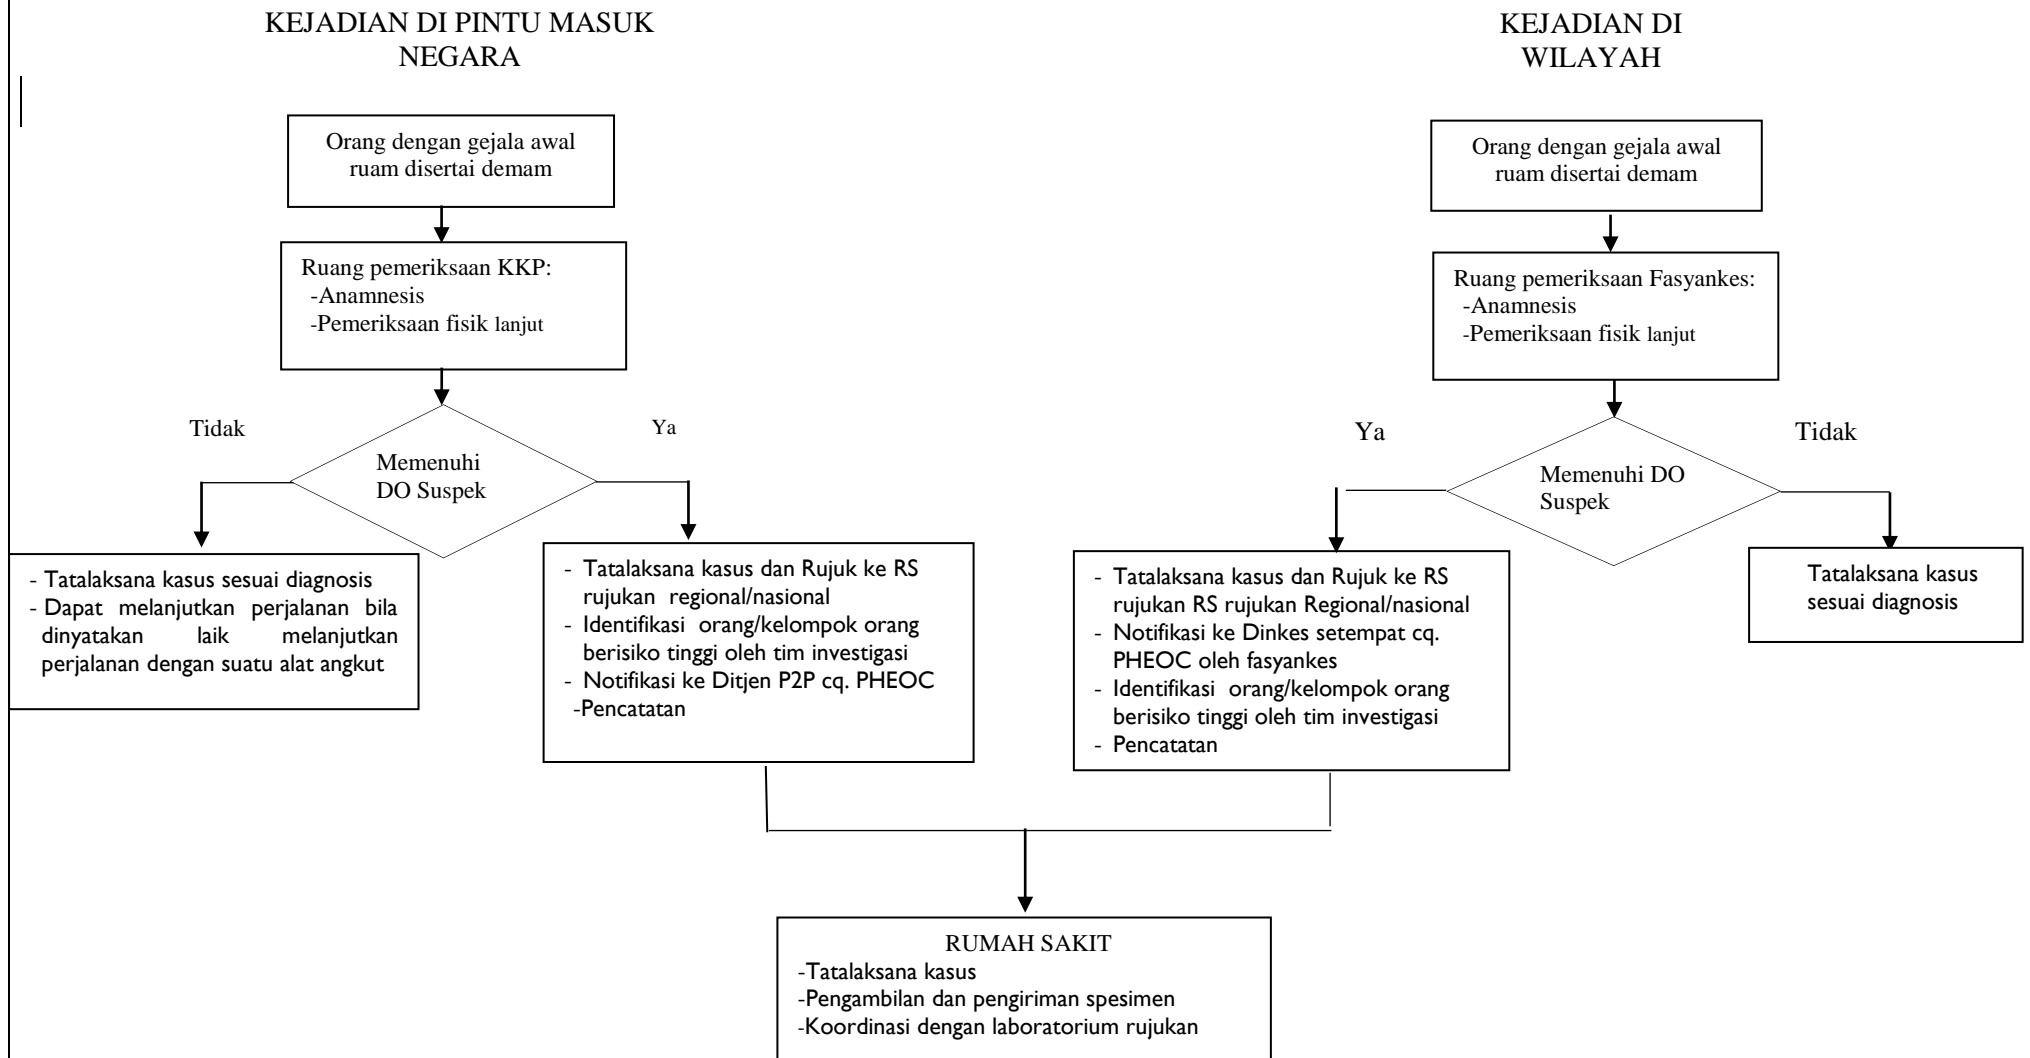 KEJADIAN DI PINTU MASUK
NEGARA
Orang dengan gejala awal
ruam disertai demam
Ruang pemeriksaan KKP:
-Anamnesis
-Pemeriksaan fisik lanjut
Tidak
Ya
Memenuhi
DO Suspek
- Tatalaksana kasus sesuai diagnosis
- Dapat melanjutkan perjalanan bila
dinyatakan laik melanjutkan
perjalanan dengan suatu alat angkut
- Tatalaksana kasus dan Rujuk ke RS
rujukan regional/nasional
- Identifikasi orang/kelompok orang
berisiko tinggi oleh tim investigasi
- Notifikasi ke Ditjen P2P cq. PHEOC
-Pencatatan
KEJADIAN DI
WILAYAH
Orang dengan gejala awal
ruam disertai demam
Ruang pemeriksaan Fasyankes:
-Anamnesis
-Pemeriksaan fisik lanjut
Ya
Tidak
Memenuhi DO
Suspek
- Tatalaksana kasus dan Rujuk ke RS
rujukan RS rujukan Regional/nasional
- Notifikasi ke Dinkes setempat cq.
PHEOC oleh fasyankes
- Identifikasi orang/kelompok orang
berisiko tinggi oleh tim investigasi
- Pencatatan
Tatalaksana kasus
sesuai diagnosis
RUMAH SAKIT
-Tatalaksana kasus
-Pengambilan dan pengiriman spesimen
-Koordinasi dengan laboratorium rujukan